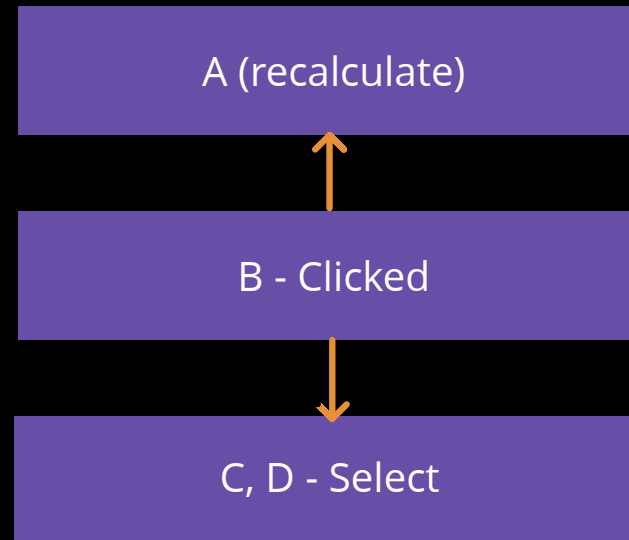 A (recalculate)
B - Clicked
C, D - Select